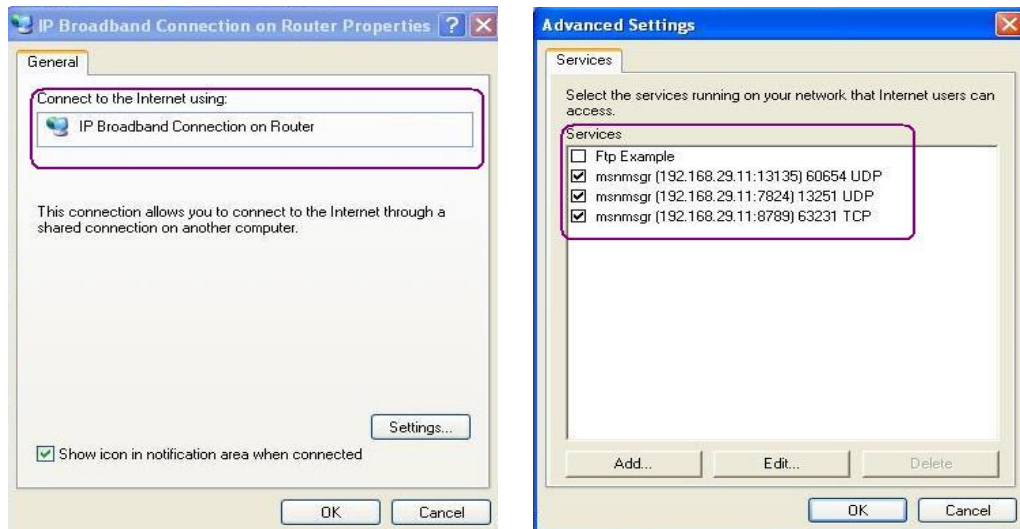 IP Broadband Connection on Router Properties
General
Connect to the Internet using:
IP Broadband Connection on Router
This connection allows you to connect to the Internet through a
shared connection on another computer.
Settings...
Show icon in notification area when connected
OK Cancel
Advanced Settings
Services
Select the services running on your network that Internet users can
access.
Services
Ftp Example
msnmsgr (192.168.29.11:13135) 60654 UDP
msnmsgr (192.168.29.11:7824) 13251 UDP
msnmsgr (192.168.29.11:8789) 63231 TCP
Add... Edit... Delete
OK Cancel